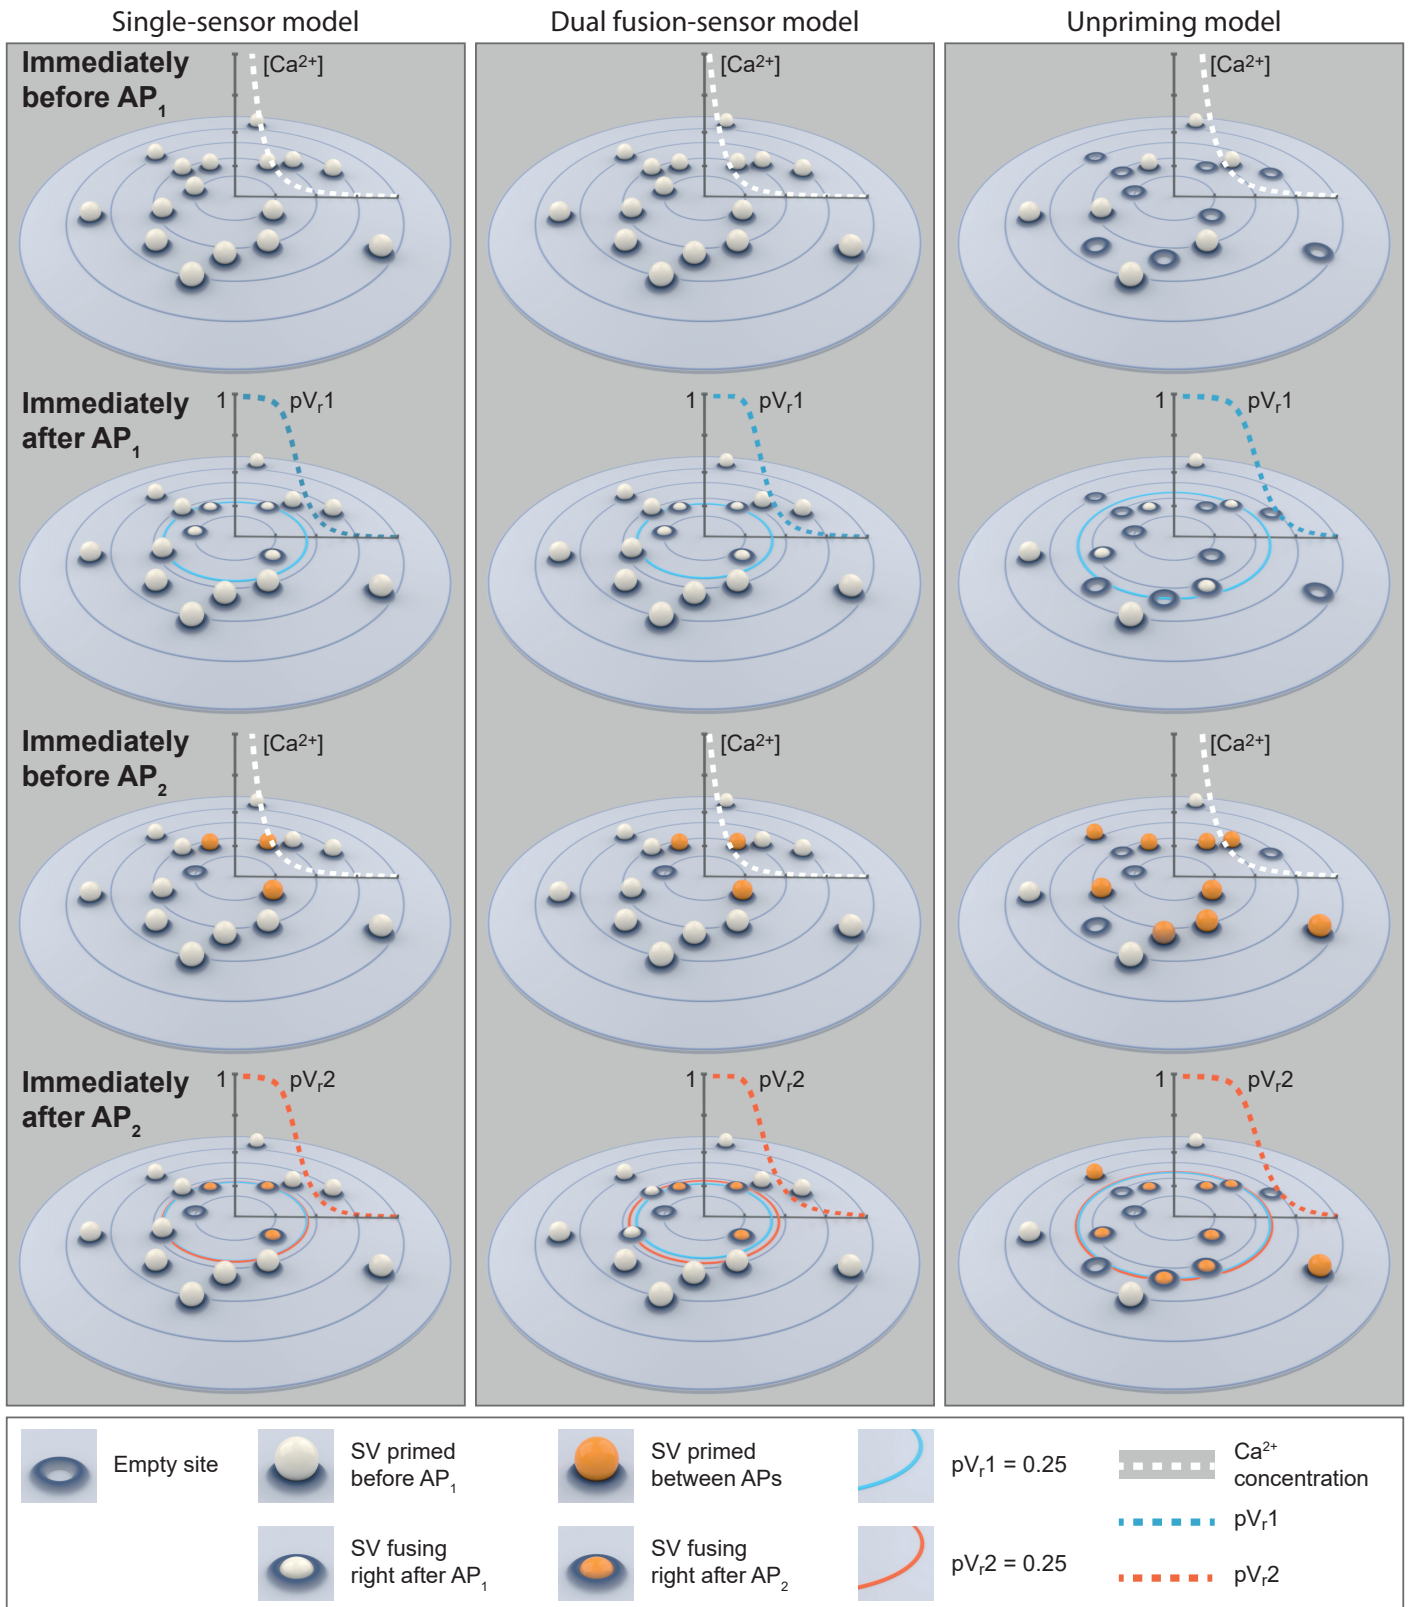 Single-sensor model
Dual fusion-sensor model
Unpriming model
Immediately
before AP₁
[Ca²⁺]
[Ca²⁺]
[Ca²⁺]
Immediately
after AP₁
1
pVᵣ1
1
pVᵣ1
1
pVᵣ1
Immediately
before AP₂
[Ca²⁺]
[Ca²⁺]
[Ca²⁺]
Immediately
after AP₂
1
pVᵣ2
1
pVᵣ2
1
pVᵣ2
Empty site
SV primed
before AP₁
SV primed
between APs
pVᵣ1 = 0.25
Ca²⁺
concentration
pVᵣ1
SV fusing
right after AP₁
SV fusing
right after AP₂
pVᵣ2 = 0.25
pVᵣ2